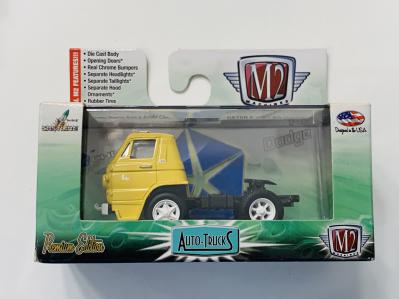 ALL M2 FEATURES!!!
• Die Cast Body
• Opening Doors*
• Real Chrome Bumpers
• Separate Headlights*
• Separate Taillights*
• Separate Hood
Ornaments*
• Rubber Tires
M2
MACHINES
Designed in the U.S.A.
Dodge
Premium Edition
AUTO-TRUCKS
M2
MACHINES